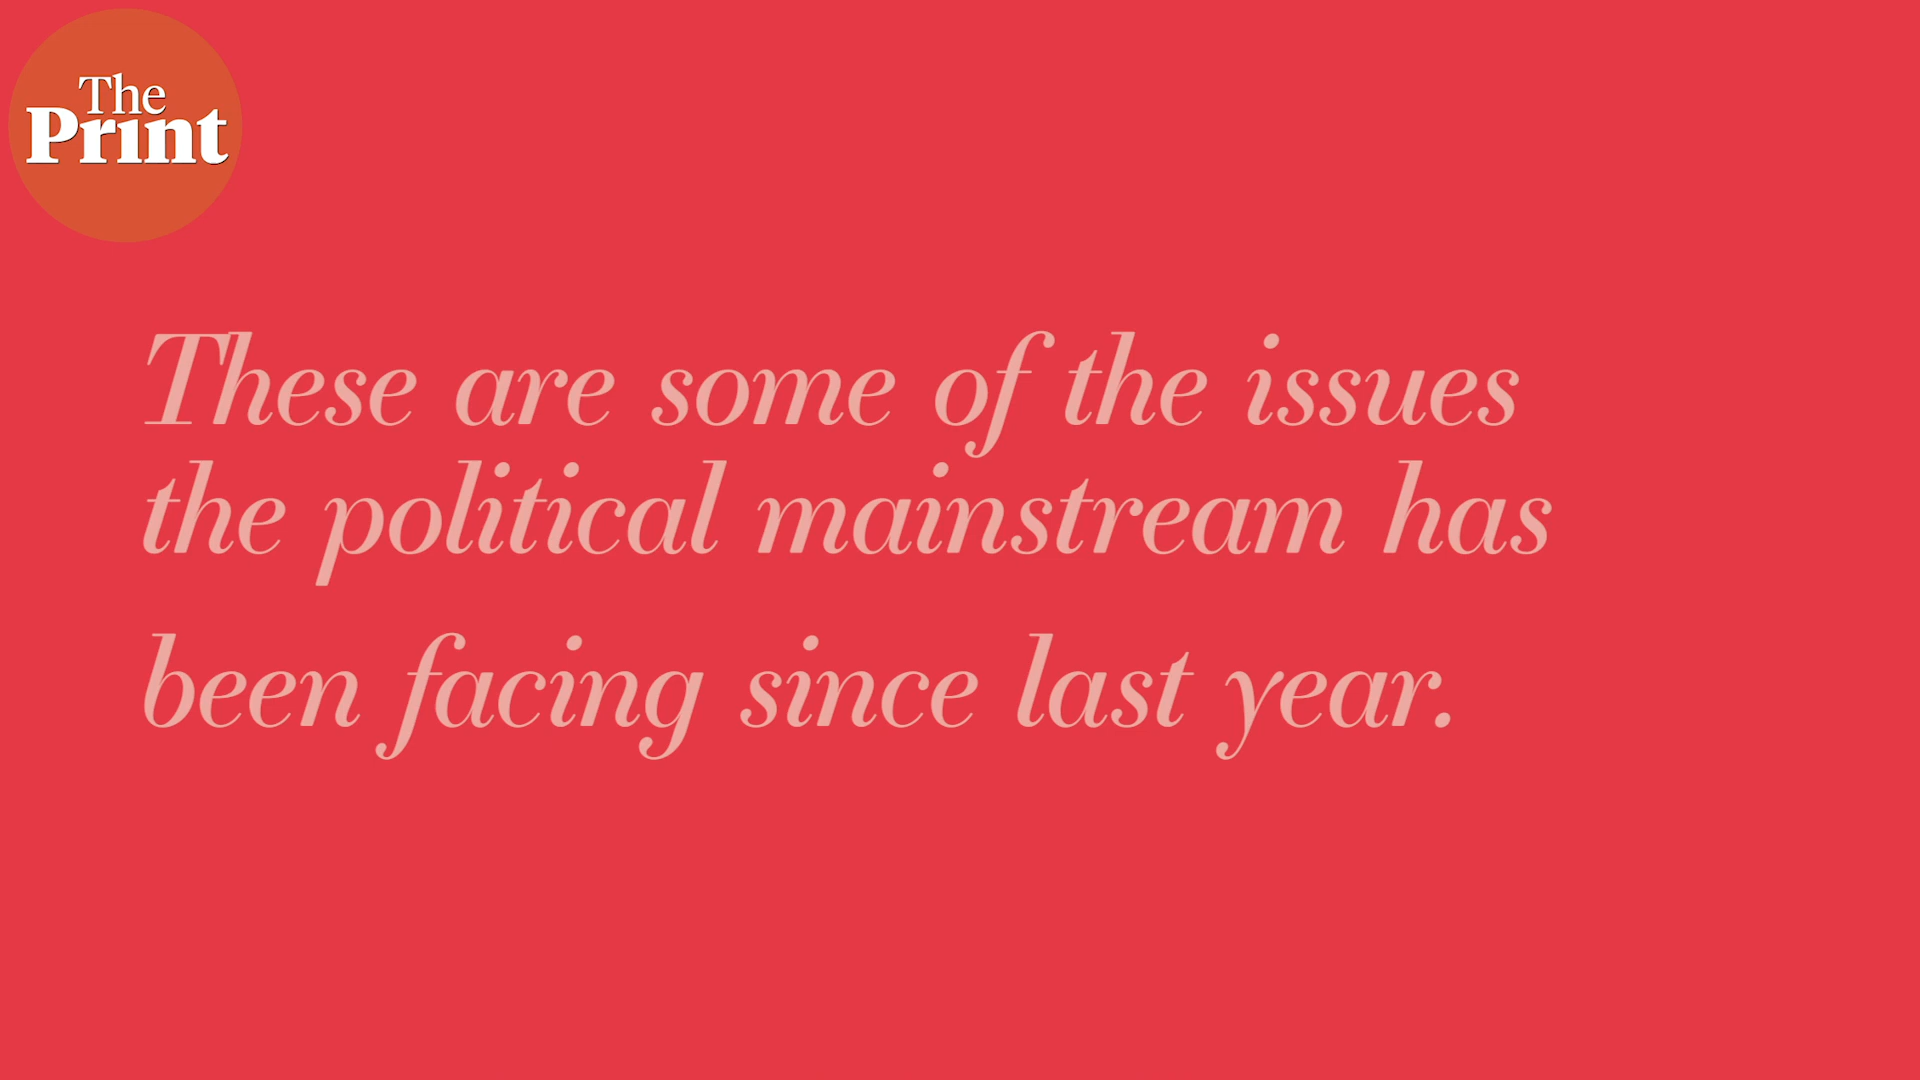 The
Print
These are some of the issues
the political mainstream has
been facing since last year.